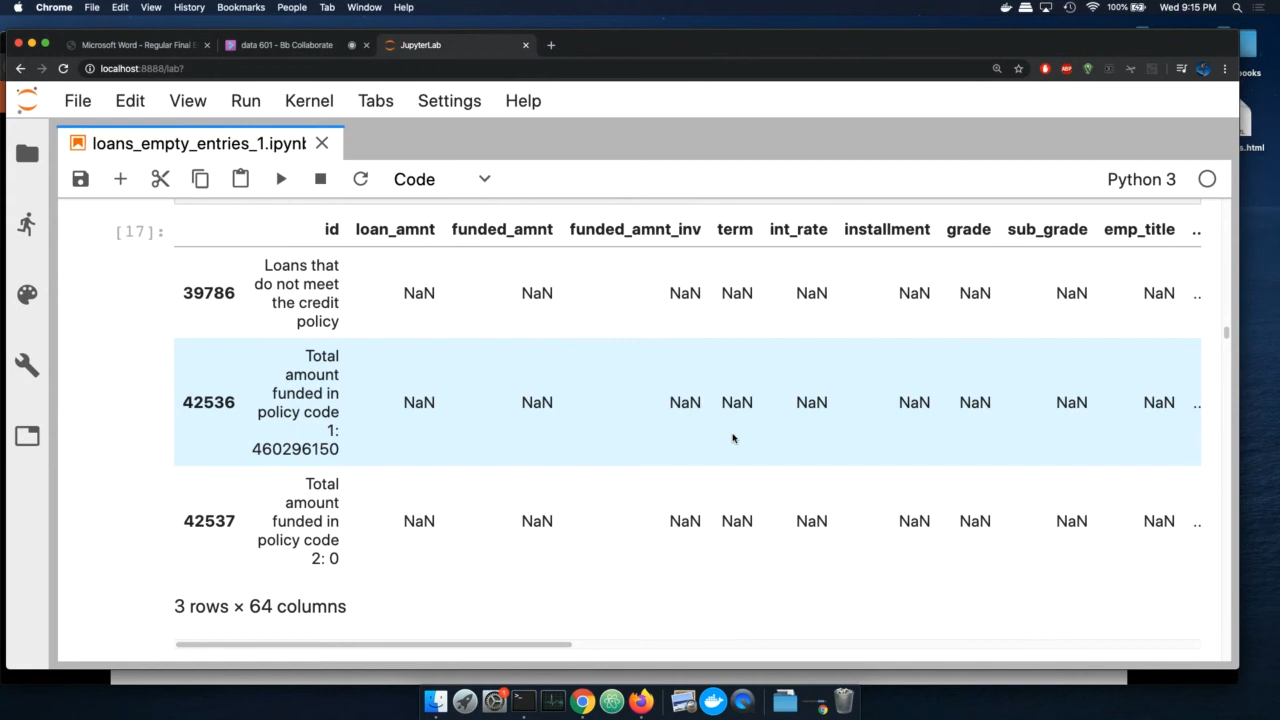 Chrome File Edit View History Bookmarks People Tab Window Help 100% Wed 9:15 PM
Microsoft Word - Regular Final E data 601 - Bb Collaborate JupyterLab
localhost:8888/lab?
ABP
ooks
File Edit View Run Kernel Tabs Settings Help
s.html
loans_empty_entries_1.ipynb
Code Python 3
[17]: id loan_amnt funded_amnt funded_amnt_inv term int_rate installment grade sub_grade emp_title ..
Loans that
do not meet
39786 NaN NaN NaN NaN NaN NaN NaN NaN NaN ..
the credit
policy
Total
amount
funded in
42536 NaN NaN NaN NaN NaN NaN NaN NaN NaN ..
policy code
1:
460296150
Total
amount
42537 funded in NaN NaN NaN NaN NaN NaN NaN NaN NaN ..
policy code
2: 0
3 rows × 64 columns